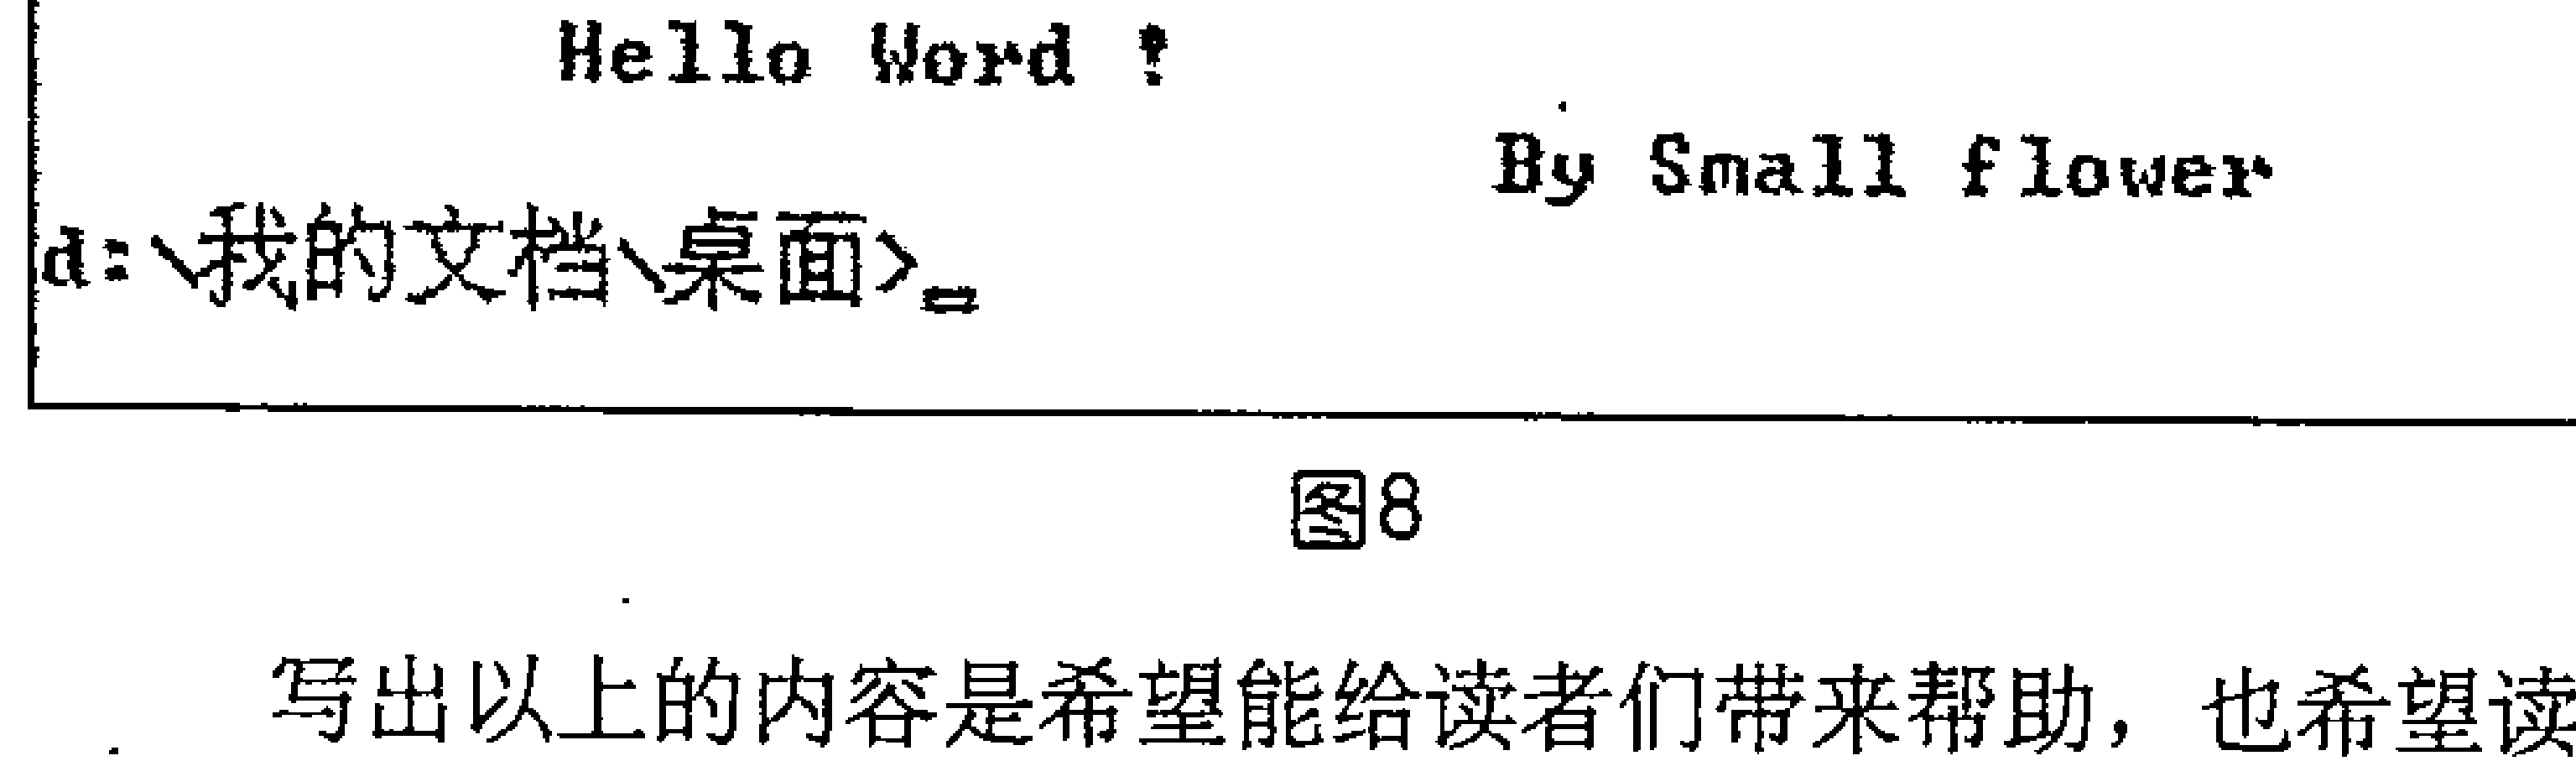 Hello Word !
By Small flower
d:\我的文档\桌面>_
图8
写出以上的内容是希望能给读者们带来帮助，也希望读